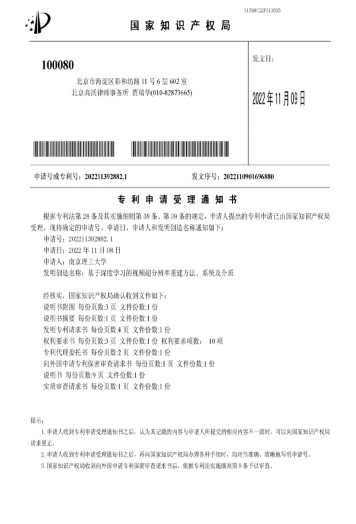 国家知识产权局
100080
北京市海淀区彩和坊路 11 号 6 层 602 室
北京高沃律师事务所 贾瑞华(010-82873665)
发文日:
2022年11月09日
申请号或专利号: 202211392882.1
发文序号: 2022110901696880
专利申请受理通知书
根据专利法第 28 条及其实施细则第 38 条、第 39 条的规定,申请人提出的专利申请已由国家知识产权局
受理。现将确定的申请号、申请日、申请人和发明创造名称通知如下:
申请号: 202211392882.1
申请日: 2022 年 11 月 08 日
申请人: 南京理工大学
发明创造名称: 基于深度学习的视频超分辨率重建方法、系统及介质
经核实,国家知识产权局确认收到文件如下:
说明书附图 每份页数:3 页 文件份数:1 份
说明书摘要 每份页数:1 页 文件份数:1 份
发明专利请求书 每份页数:4 页 文件份数:1 份
权利要求书 每份页数:3 页 文件份数:1 份 权利要求项数: 10 项
专利代理委托书 每份页数:2 页 文件份数:1 份
向外国申请专利保密审查请求书 每份页数:1 页 文件份数:1 份
说明书 每份页数:9 页 文件份数:1 份
实质审查请求书 每份页数:1 页 文件份数:1 份
提示:
1.申请人收到专利申请受理通知书之后,认为其记载的内容与申请人所提交的相应内容不一致时,可以向国家知识产权局
请求更正。
2.申请人收到专利申请受理通知书之后,再向国家知识产权局办理各种手续时,均应当准确、清晰地写明申请号。
3.国家知识产权局收到向外国申请专利保密审查请求书后,依据专利法实施细则第 9 条予以审查。